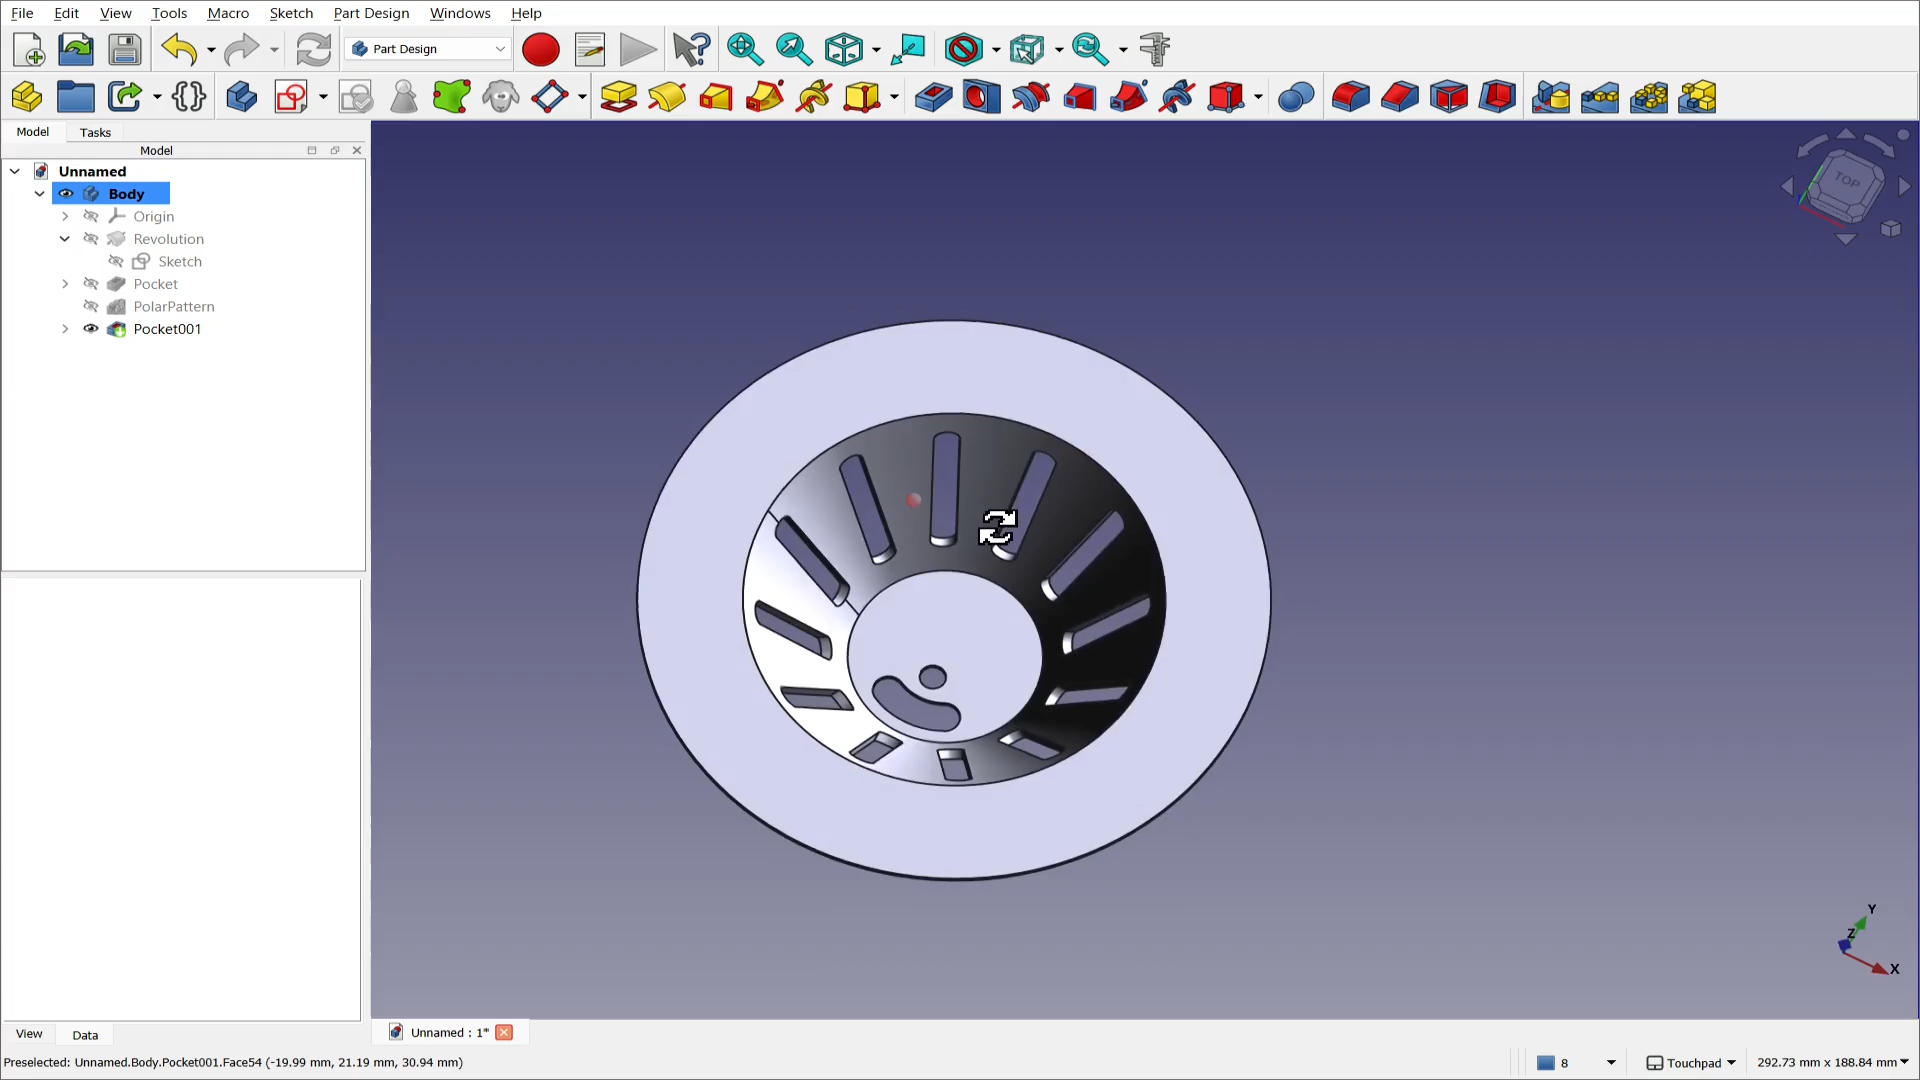 File Edit View Tools Macro Sketch Part Design Windows Help
Part Design
Model Tasks
Model
Unnamed
Body
Origin
Revolution
Sketch
Pocket
PolarPattern
Pocket001
TOP
Y
Z
X
View Data
Unnamed : 1*
Preselected: Unnamed.Body.Pocket001.Face54 (-19.99 mm, 21.19 mm, 30.94 mm)
8 Touchpad 292.73 mm x 188.84 mm